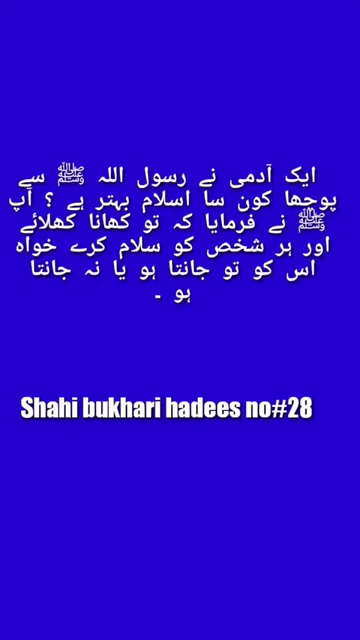 ایک آدمی نے رسول اللہ ﷺ سے
پوچھا کون سا اسلام بہتر ہے ؟ آپ
ﷺ نے فرمایا کہ تو کھانا کھلائے
اور ہر شخص کو سلام کرے خواہ
اس کو تو جانتا ہو یا نہ جانتا
ہو ۔
Shahi bukhari hadees no#28